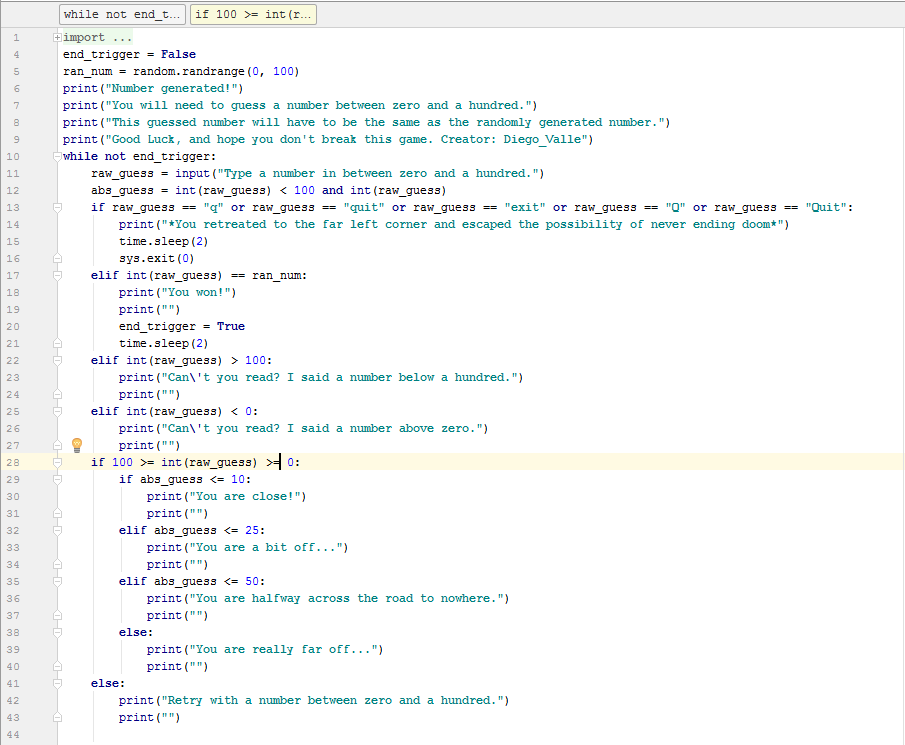 while not end_t... if 100 >= int(r...
1 import ...
4 end_trigger = False
5 ran_num = random.randrange(0, 100)
6 print("Number generated!")
7 print("You will need to guess a number between zero and a hundred.")
8 print("This guessed number will have to be the same as the randomly generated number.")
9 print("Good Luck, and hope you don't break this game. Creator: Diego_Valle")
10 while not end_trigger:
11     raw_guess = input("Type a number in between zero and a hundred.")
12     abs_guess = int(raw_guess) < 100 and int(raw_guess)
13     if raw_guess == "q" or raw_guess == "quit" or raw_guess == "exit" or raw_guess == "Q" or raw_guess == "Quit":
14         print("*You retreated to the far left corner and escaped the possibility of never ending doom*")
15         time.sleep(2)
16         sys.exit(0)
17     elif int(raw_guess) == ran_num:
18         print("You won!")
19         print("")
20         end_trigger = True
21         time.sleep(2)
22     elif int(raw_guess) > 100:
23         print("Can\'t you read? I said a number below a hundred.")
24         print("")
25     elif int(raw_guess) < 0:
26         print("Can\'t you read? I said a number above zero.")
27         print("")
28     if 100 >= int(raw_guess) >= 0:
29         if abs_guess <= 10:
30             print("You are close!")
31             print("")
32         elif abs_guess <= 25:
33             print("You are a bit off...")
34             print("")
35         elif abs_guess <= 50:
36             print("You are halfway across the road to nowhere.")
37             print("")
38         else:
39             print("You are really far off...")
40             print("")
41     else:
42         print("Retry with a number between zero and a hundred.")
43         print("")
44